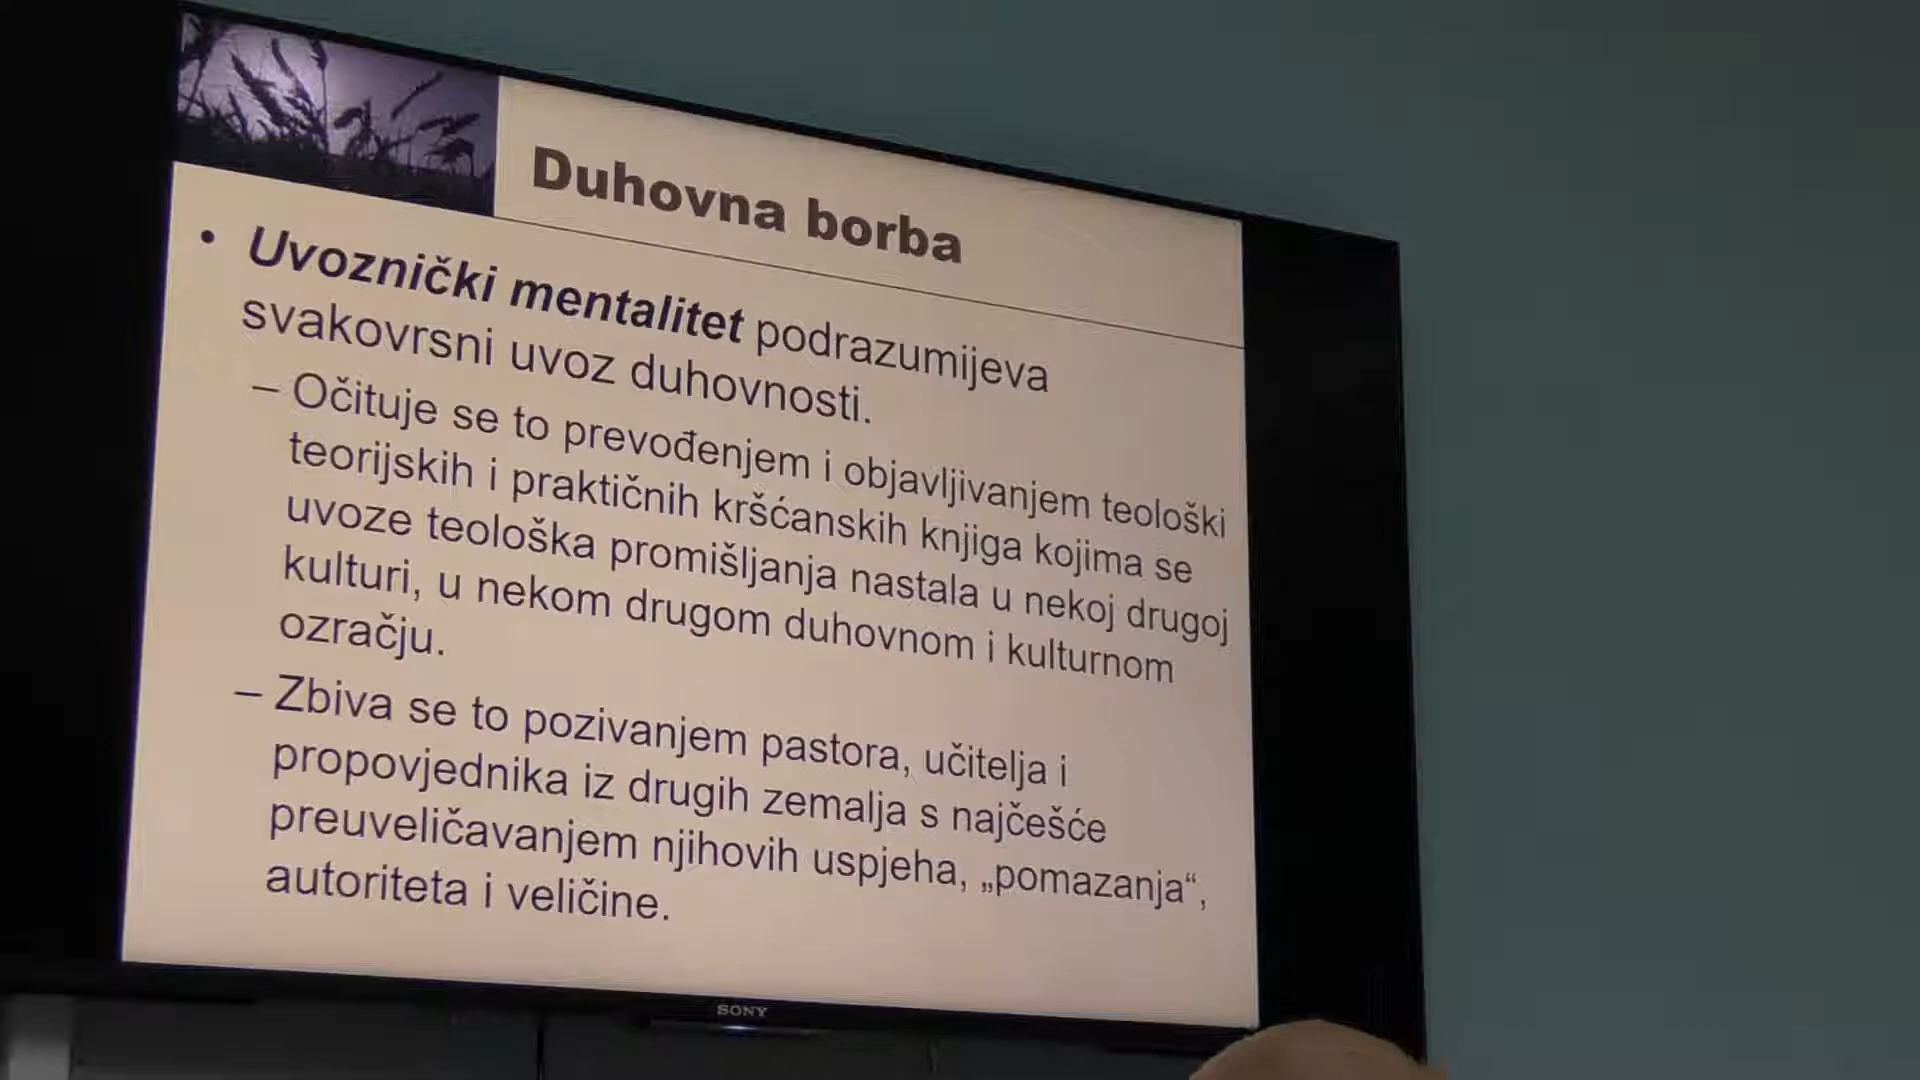 Duhovna borba
• Uvoznički mentalitet podrazumijeva
svakovrsni uvoz duhovnosti.
– Očituje se to prevođenjem i objavljivanjem teološki
teorijskih i praktičnih kršćanskih knjiga kojima se
uvoze teološka promišljanja nastala u nekoj drugoj
kulturi, u nekom drugom duhovnom i kulturnom
ozračju.
– Zbiva se to pozivanjem pastora, učitelja i
propovjednika iz drugih zemalja s najčešće
preuveličavanjem njihovih uspjeha, „pomazanja“,
autoriteta i veličine.
SONY